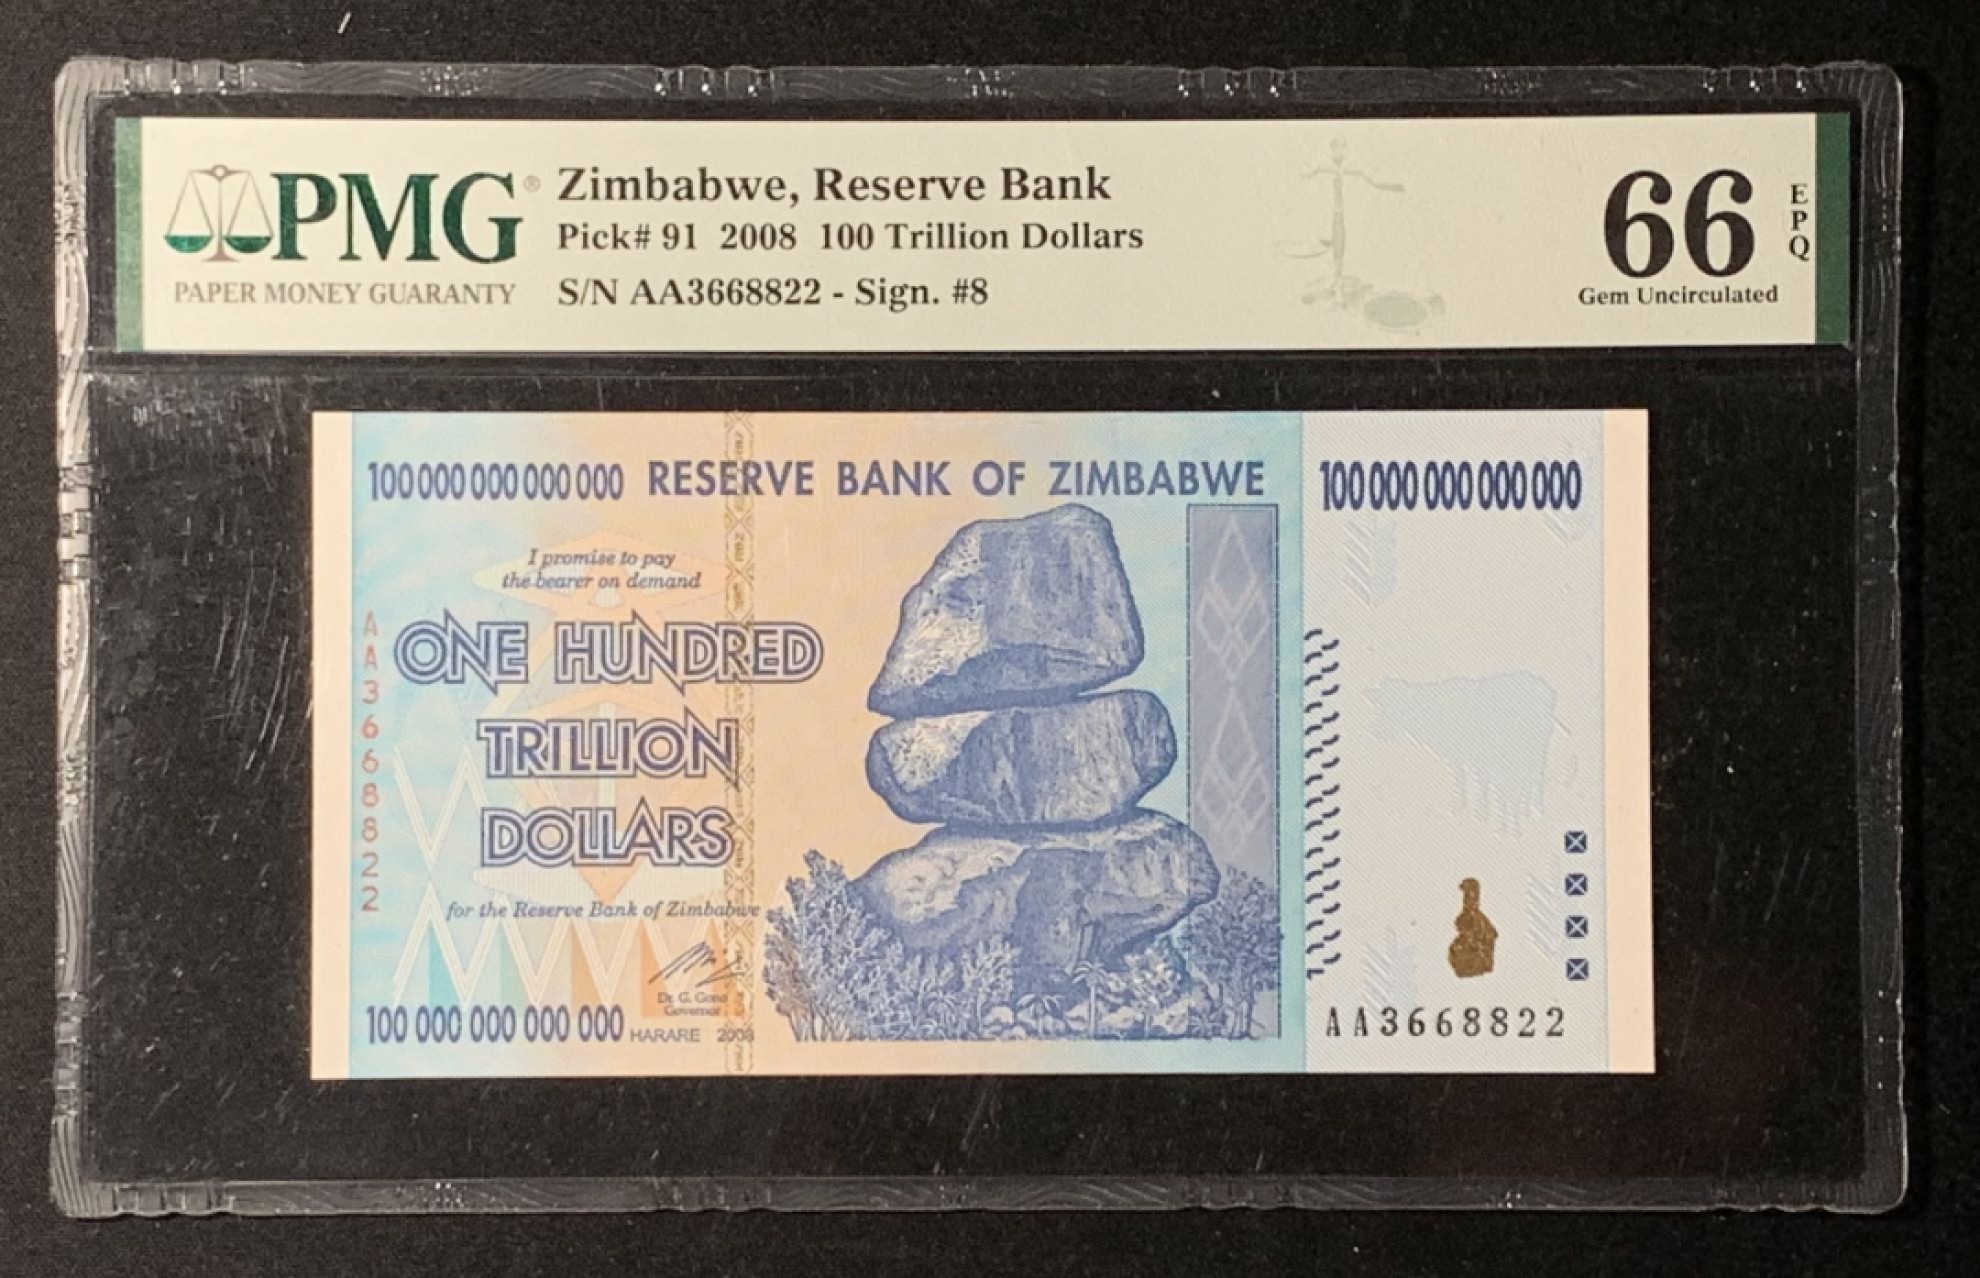 PMG®
PAPER MONEY GUARANTY
Zimbabwe, Reserve Bank
Pick# 91 2008 100 Trillion Dollars
S/N AA3668822 - Sign. #8
66 EPQ
Gem Uncirculated
100 000 000 000 000 RESERVE BANK OF ZIMBABWE 100 000 000 000 000
I promise to pay
the bearer on demand
AA3668822
ONE HUNDRED
TRILLION
DOLLARS
for the Reserve Bank of Zimbabwe
Dr. G. Gono
Governor
100 000 000 000 000 HARARE 2008
AA3668822